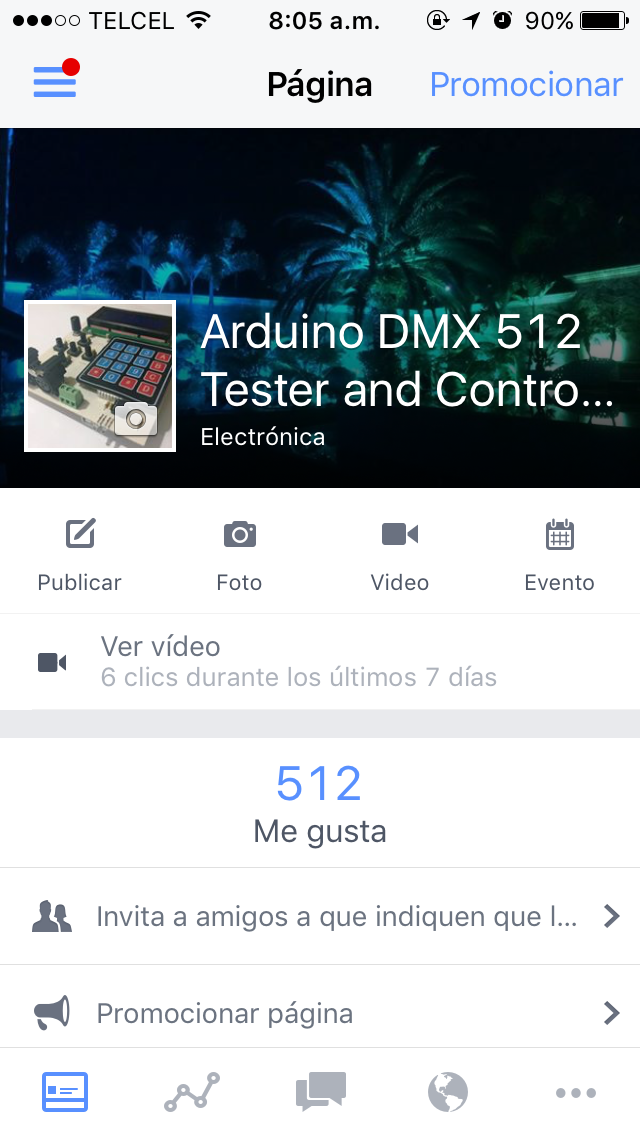 TELCEL 8:05 a.m. 90%
Página Promocionar
Arduino DMX 512
Tester and Contro...
Electrónica
Publicar Foto Video Evento
Ver vídeo
6 clics durante los últimos 7 días
512
Me gusta
Invita a amigos a que indiquen que l...
Promocionar página